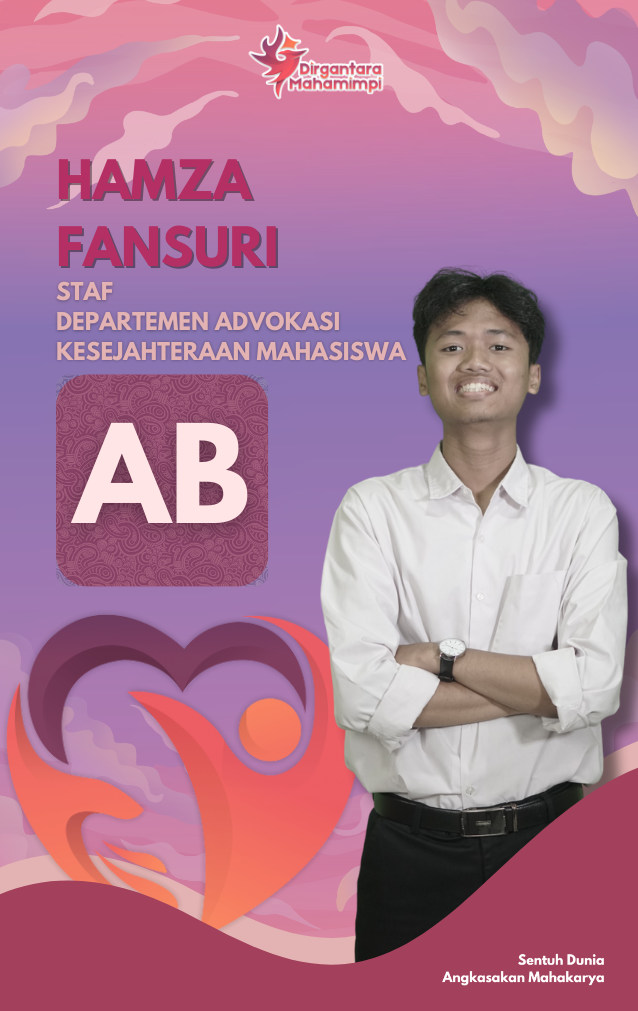 Dirgantara
Mahamimpi
HAMZA
FANSURI
STAF
DEPARTEMEN ADVOKASI
KESEJAHTERAAN MAHASISWA
AB
Sentuh Dunia
Angkasakan Mahakarya